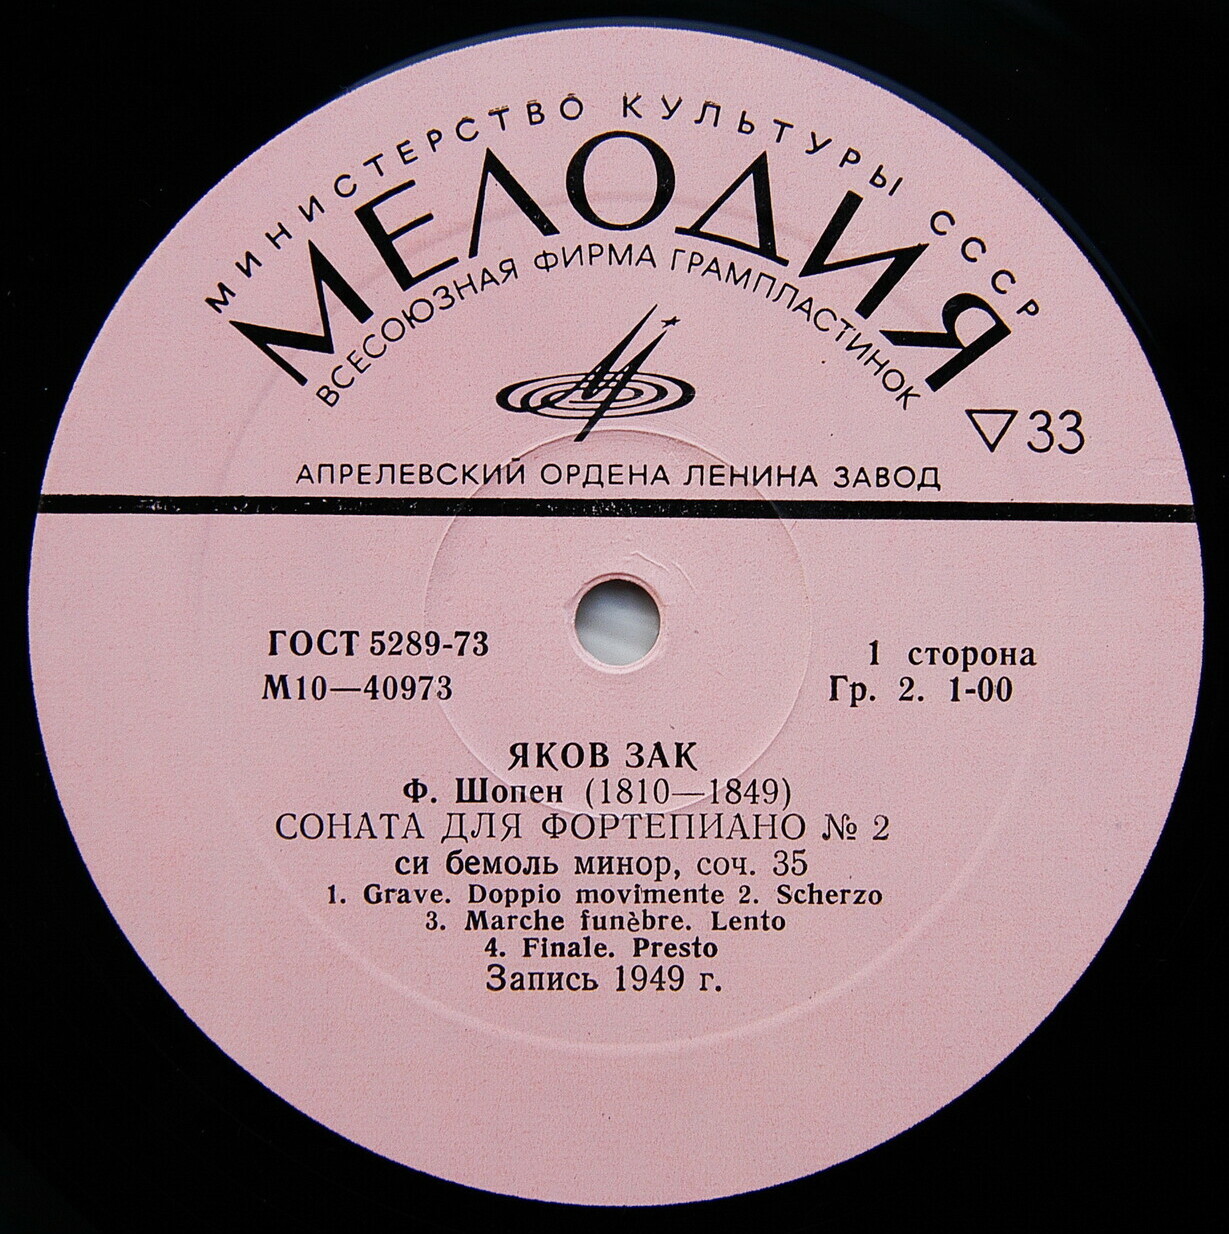 МИНИСТЕРСТВО КУЛЬТУРЫ СССР
МЕЛОДИЯ
ВСЕСОЮЗНАЯ ФИРМА ГРАМПЛАСТИНОК
▽33
АПРЕЛЕВСКИЙ ОРДЕНА ЛЕНИНА ЗАВОД
ГОСТ 5289-73
М10—40973
1 сторона
Гр. 2. 1-00
ЯКОВ ЗАК
Ф. Шопен (1810—1849)
СОНАТА ДЛЯ ФОРТЕПИАНО № 2
си бемоль минор, соч. 35
1. Grave. Doppio movimente 2. Scherzo
3. Marche funèbre. Lento
4. Finale. Presto
Запись 1949 г.